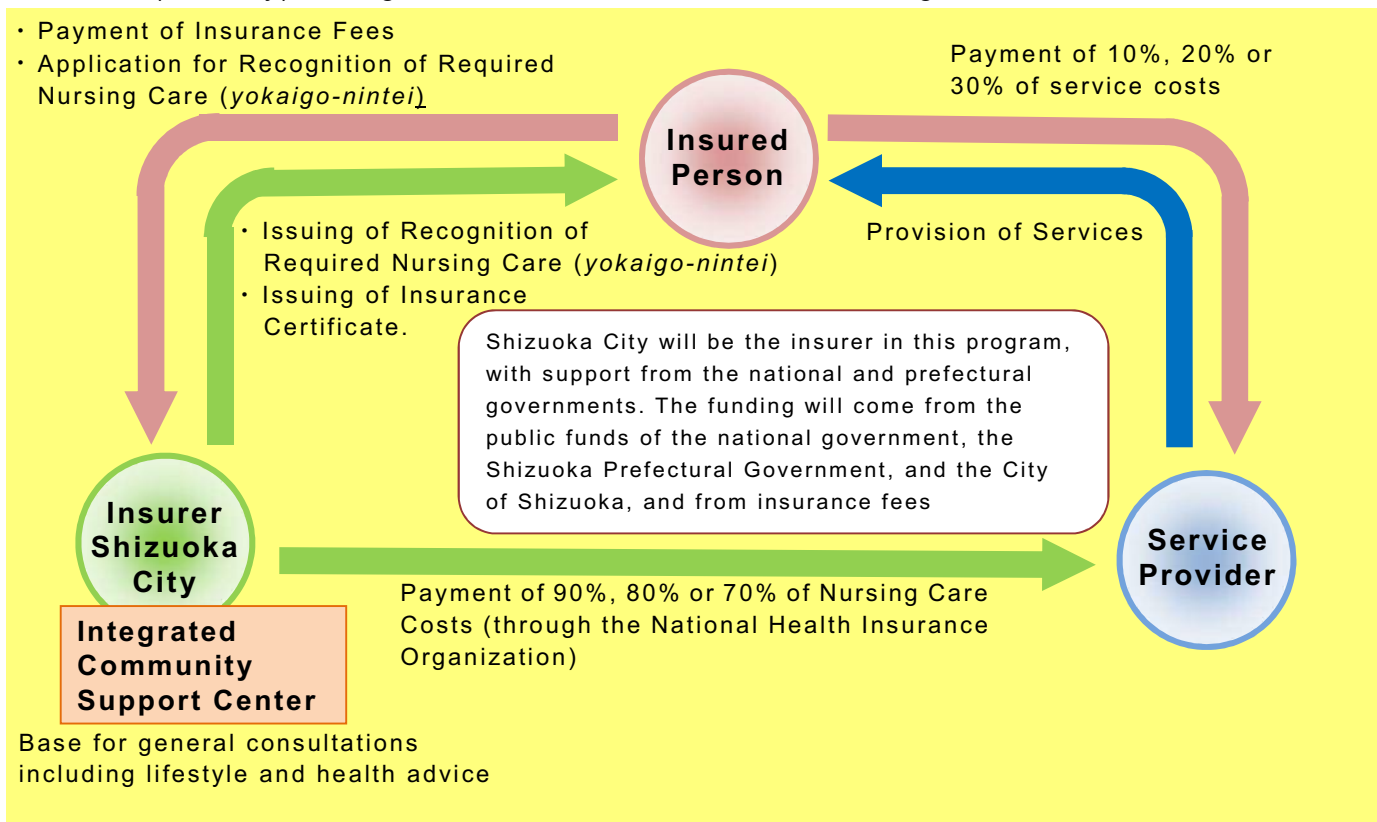 ・Payment of Insurance Fees
・Application for Recognition of Required
Nursing Care (yokaigo-nintei)
Payment of 10%, 20% or
30% of service costs
Insured
Person
・Issuing of Recognition of
Required Nursing Care (yokaigo-nintei)
・Issuing of Insurance
Certificate.
Provision of Services
Shizuoka City will be the insurer in this program,
with support from the national and prefectural
governments. The funding will come from the
public funds of the national government, the
Shizuoka Prefectural Government, and the City
of Shizuoka, and from insurance fees
Insurer
Shizuoka
City
Service
Provider
Payment of 90%, 80% or 70% of Nursing Care
Costs (through the National Health Insurance
Organization)
Integrated
Community
Support Center
Base for general consultations
including lifestyle and health advice